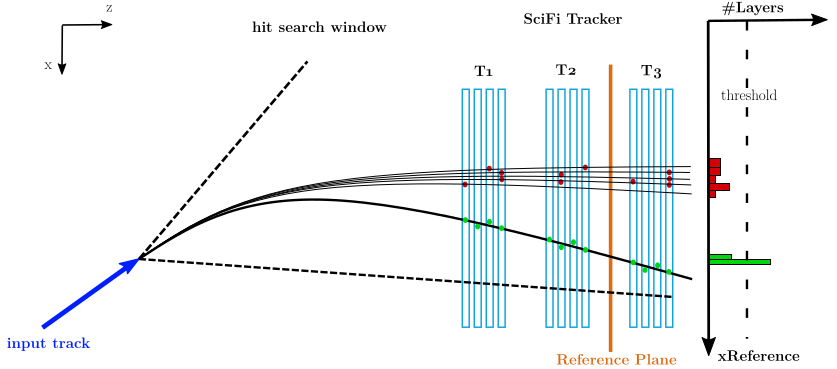 z
x
hit search window
SciFi Tracker
#Layers
T1
T2
T3
threshold
input track
Reference Plane
xReference